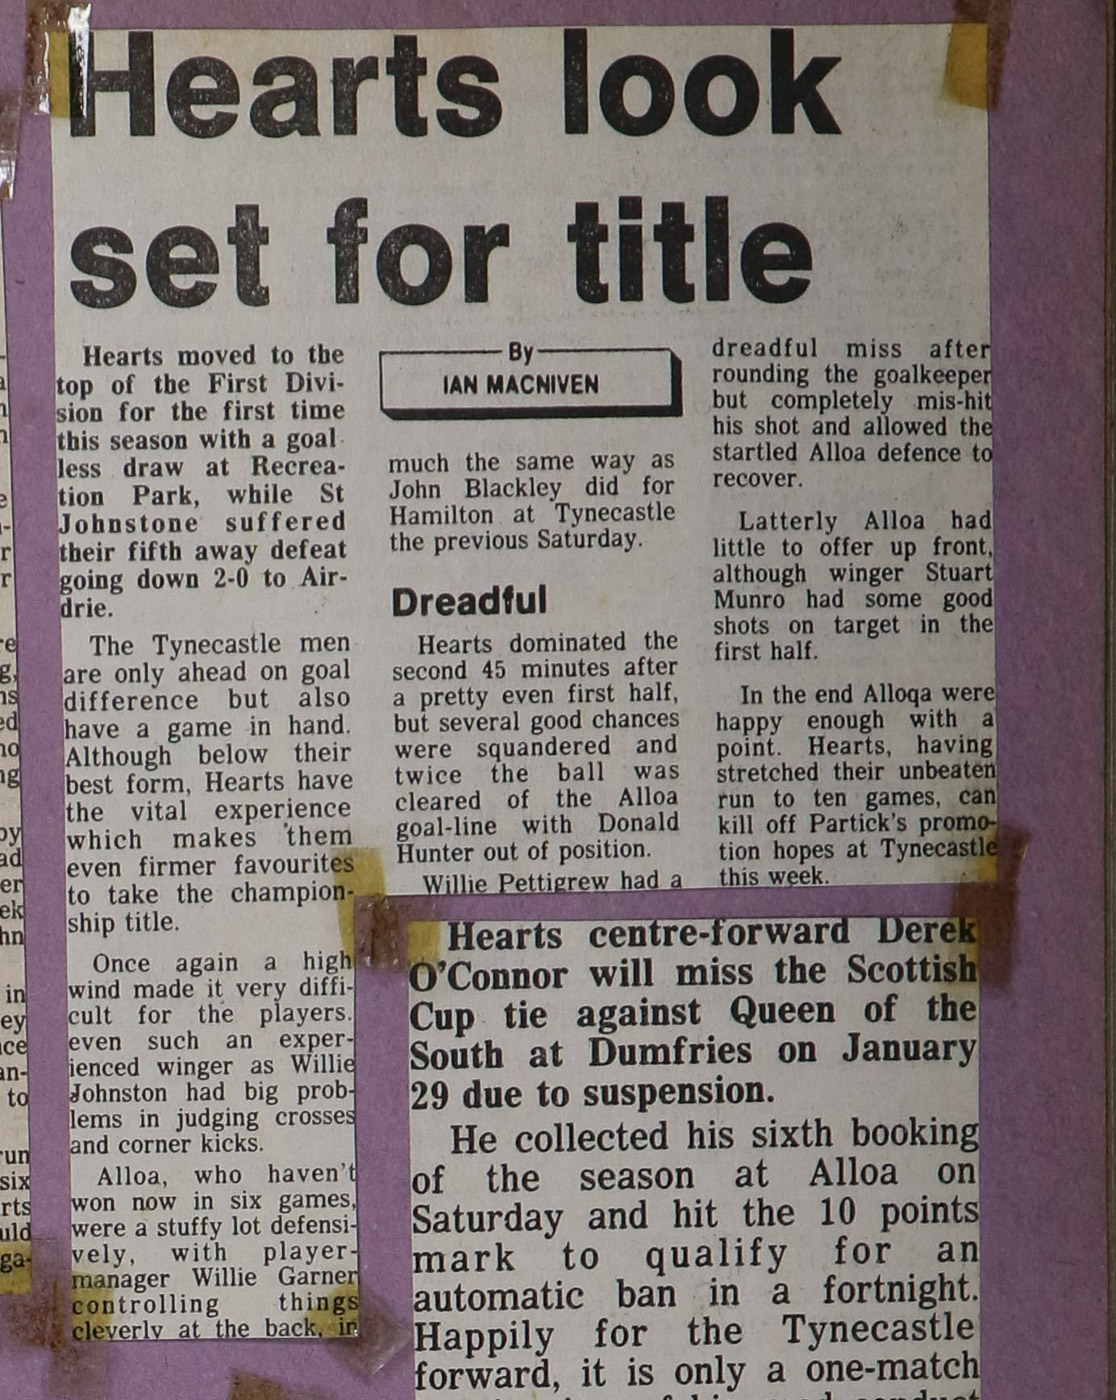 Hearts look
set for title
Hearts moved to the
top of the First Divi-
sion for the first time
this season with a goal
less draw at Recrea-
tion Park, while St
Johnstone suffered
their fifth away defeat
going down 2-0 to Air-
drie.
The Tynecastle men
are only ahead on goal
difference but also
have a game in hand.
Although below their
best form, Hearts have
the vital experience
which makes them
even firmer favourites
to take the champion-
ship title.
Once again a high
wind made it very diffi-
cult for the players.
even such an exper-
ienced winger as Willie
Johnston had big prob-
lems in judging crosses
and corner kicks.
Alloa, who haven't
won now in six games,
were a stuffy lot defensi-
vely, with player-
manager Willie Garner
controlling things
cleverly at the back, in
By
IAN MACNIVEN
much the same way as
John Blackley did for
Hamilton at Tynecastle
the previous Saturday.
Dreadful
Hearts dominated the
second 45 minutes after
a pretty even first half,
but several good chances
were squandered and
twice the ball was
cleared of the Alloa
goal-line with Donald
Hunter out of position.
Willie Pettigrew had a
dreadful miss after
rounding the goalkeeper
but completely mis-hit
his shot and allowed the
startled Alloa defence to
recover.
Latterly Alloa had
little to offer up front,
although winger Stuart
Munro had some good
shots on target in the
first half.
In the end Alloqa were
happy enough with a
point. Hearts, having
stretched their unbeaten
run to ten games, can
kill off Partick's promo-
tion hopes at Tynecastle
this week.
Hearts centre-forward Derek
O'Connor will miss the Scottish
Cup tie against Queen of the
South at Dumfries on January
29 due to suspension.
He collected his sixth booking
of the season at Alloa on
Saturday and hit the 10 points
mark to qualify for an
automatic ban in a fortnight.
Happily for the Tynecastle
forward, it is only a one-match